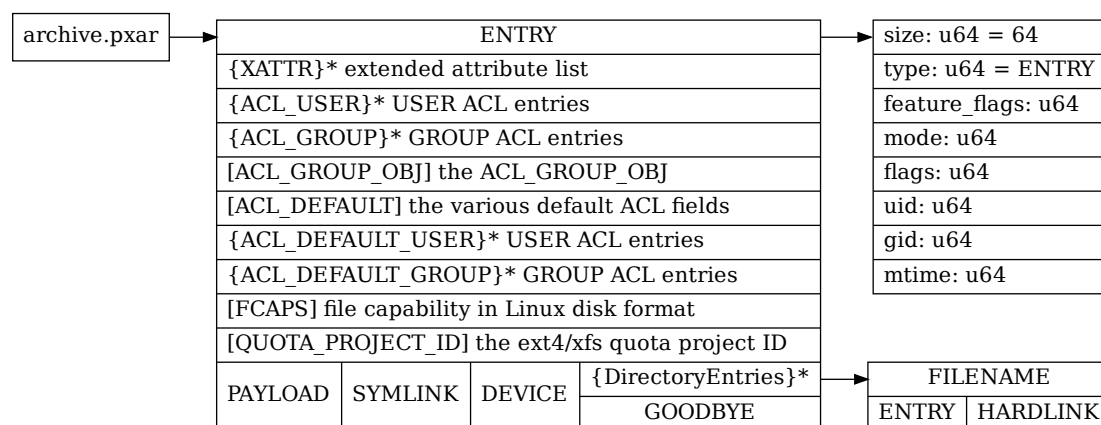 archive.pxar
ENTRY
{XATTR}* extended attribute list
{ACL_USER}* USER ACL entries
{ACL_GROUP}* GROUP ACL entries
[ACL_GROUP_OBJ] the ACL_GROUP_OBJ
[ACL_DEFAULT] the various default ACL fields
{ACL_DEFAULT_USER}* USER ACL entries
{ACL_DEFAULT_GROUP}* GROUP ACL entries
[FCAPS] file capability in Linux disk format
[QUOTA_PROJECT_ID] the ext4/xfs quota project ID
PAYLOAD
SYMLINK
DEVICE
{DirectoryEntries}*
GOODBYE
size: u64 = 64
type: u64 = ENTRY
feature_flags: u64
mode: u64
flags: u64
uid: u64
gid: u64
mtime: u64
FILENAME
ENTRY
HARDLINK